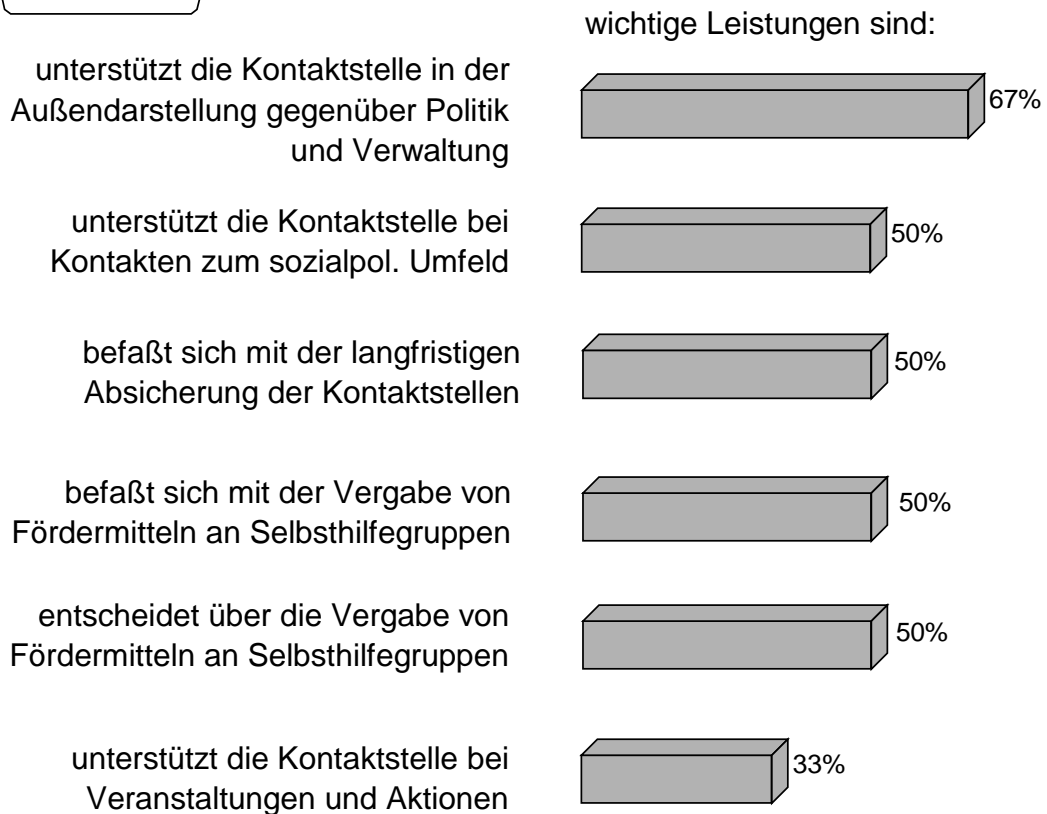 wichtige Leistungen sind:
unterstützt die Kontaktstelle in der
Außendarstellung gegenüber Politik
und Verwaltung
67%
unterstützt die Kontaktstelle bei
Kontakten zum sozialpol. Umfeld
50%
befaßt sich mit der langfristigen
Absicherung der Kontaktstellen
50%
befaßt sich mit der Vergabe von
Fördermitteln an Selbsthilfegruppen
50%
entscheidet über die Vergabe von
Fördermitteln an Selbsthilfegruppen
50%
unterstützt die Kontaktstelle bei
Veranstaltungen und Aktionen
33%